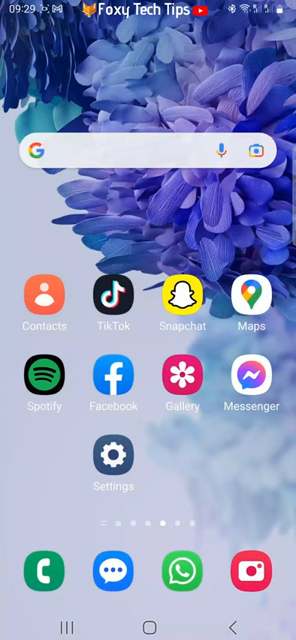 09:29
Foxy Tech Tips
Contacts TikTok Snapchat Maps
Spotify Facebook Gallery Messenger
Settings